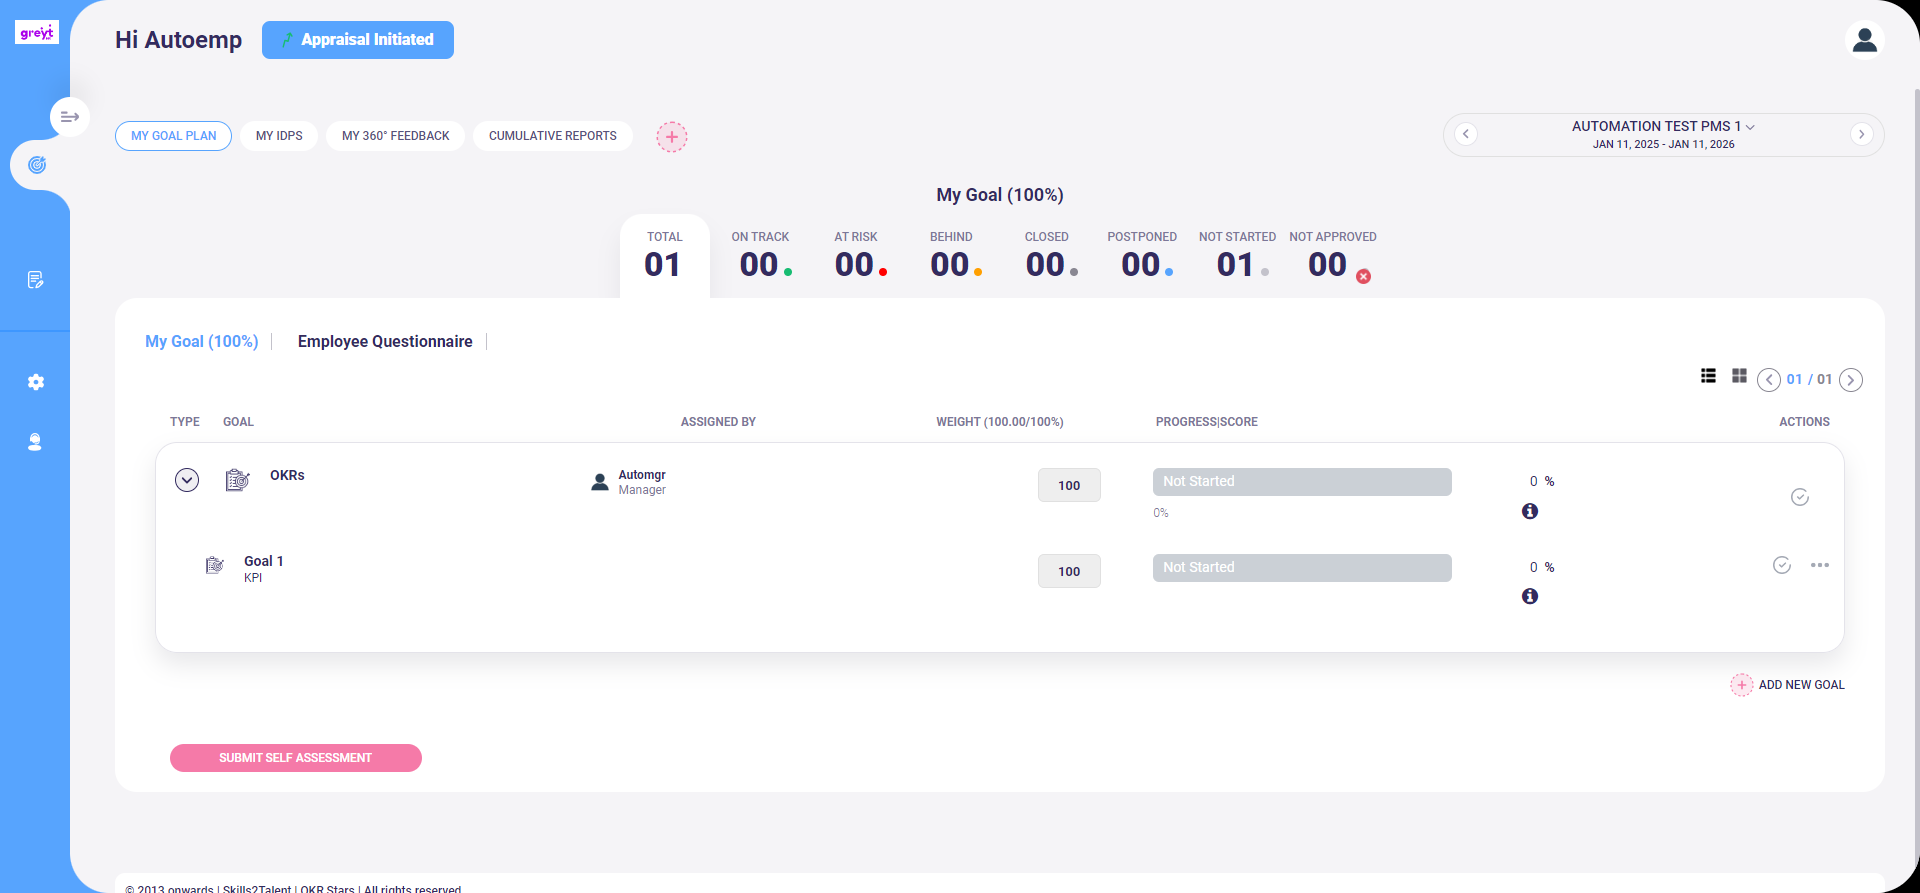 greyt
Hi Autoemp
Appraisal Initiated
MY GOAL PLAN
MY IDPS
MY 360° FEEDBACK
CUMULATIVE REPORTS
AUTOMATION TEST PMS 1
JAN 11, 2025 - JAN 11, 2026
My Goal (100%)
TOTAL ON TRACK AT RISK BEHIND CLOSED POSTPONED NOT STARTED NOT APPROVED
01 00 00 00 00 00 01 00
My Goal (100%) | Employee Questionnaire |
01 / 01
TYPE GOAL ASSIGNED BY WEIGHT (100.00/100%) PROGRESS|SCORE ACTIONS
OKRs
Automgr
Manager
100
Not Started
0 %
0%
Goal 1
KPI
100
Not Started
0 %
ADD NEW GOAL
SUBMIT SELF ASSESSMENT
© 2013 onwards | Skills2Talent | OKR Stars | All rights reserved